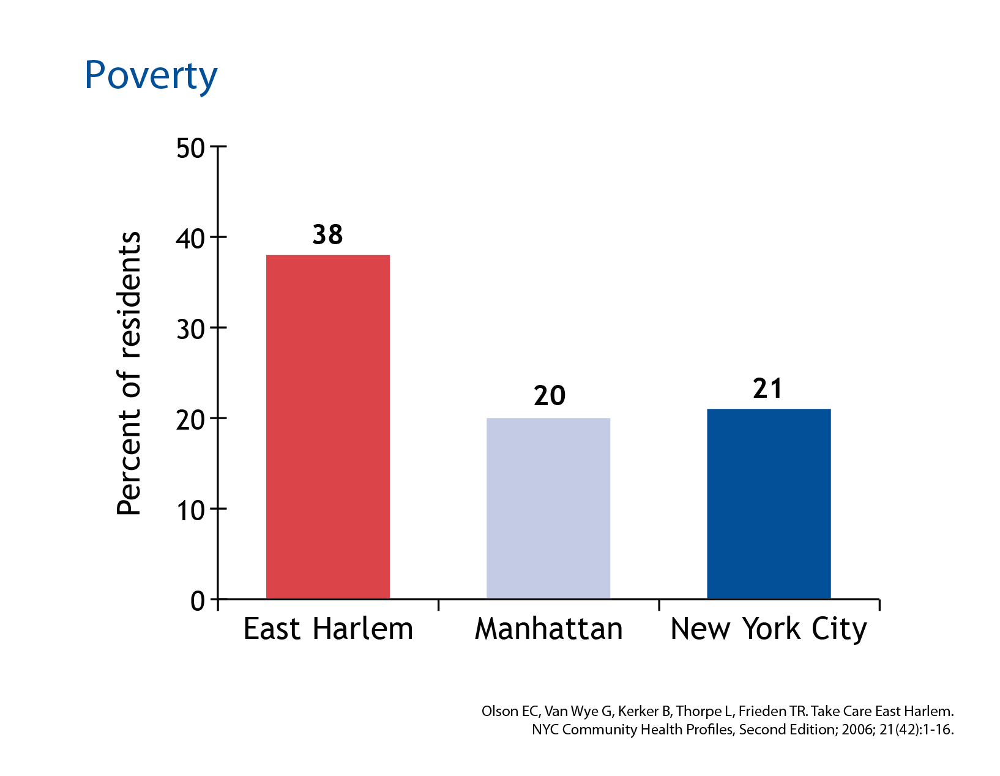 Poverty
50
40
30
20
10
0
Percent of residents
38
20
21
East Harlem
Manhattan
New York City
Olson EC, Van Wye G, Kerker B, Thorpe L, Frieden TR. Take Care East Harlem.
NYC Community Health Profiles, Second Edition; 2006; 21(42):1-16.